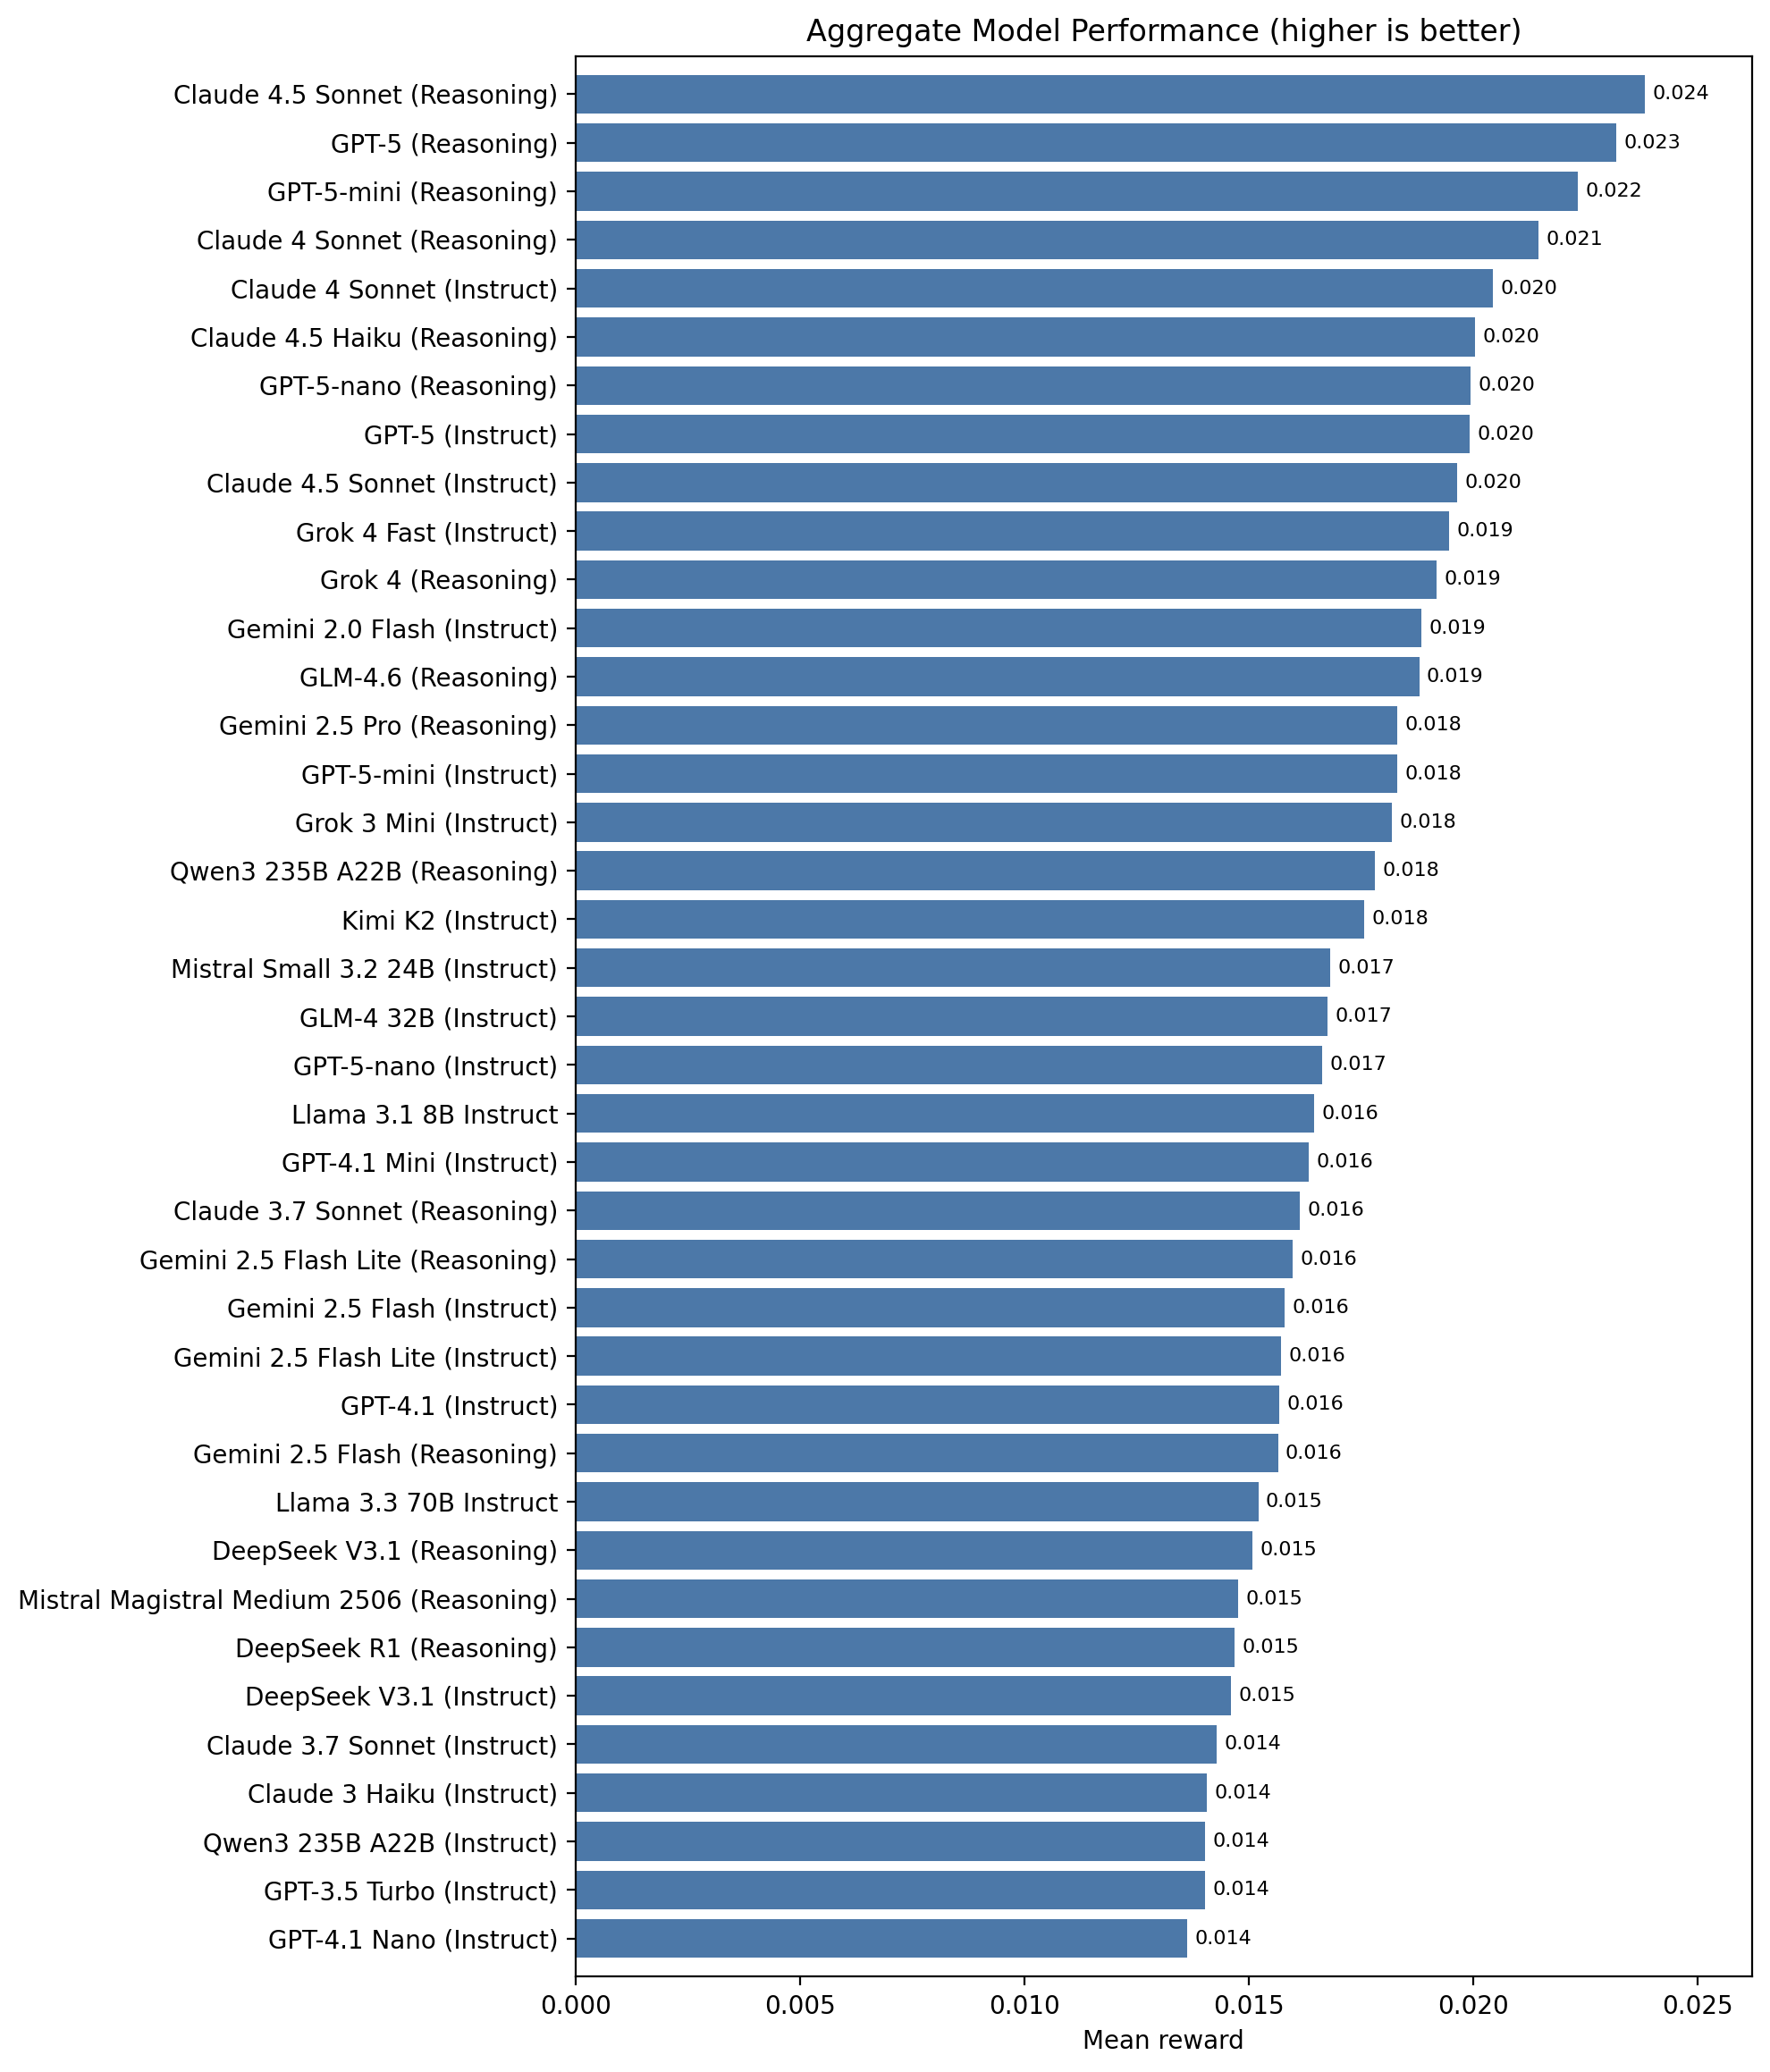 Aggregate Model Performance (higher is better)
Claude 4.5 Sonnet (Reasoning) 0.024
GPT-5 (Reasoning) 0.023
GPT-5-mini (Reasoning) 0.022
Claude 4 Sonnet (Reasoning) 0.021
Claude 4 Sonnet (Instruct) 0.020
Claude 4.5 Haiku (Reasoning) 0.020
GPT-5-nano (Reasoning) 0.020
GPT-5 (Instruct) 0.020
Claude 4.5 Sonnet (Instruct) 0.020
Grok 4 Fast (Instruct) 0.019
Grok 4 (Reasoning) 0.019
Gemini 2.0 Flash (Instruct) 0.019
GLM-4.6 (Reasoning) 0.019
Gemini 2.5 Pro (Reasoning) 0.018
GPT-5-mini (Instruct) 0.018
Grok 3 Mini (Instruct) 0.018
Qwen3 235B A22B (Reasoning) 0.018
Kimi K2 (Instruct) 0.018
Mistral Small 3.2 24B (Instruct) 0.017
GLM-4 32B (Instruct) 0.017
GPT-5-nano (Instruct) 0.017
Llama 3.1 8B Instruct 0.016
GPT-4.1 Mini (Instruct) 0.016
Claude 3.7 Sonnet (Reasoning) 0.016
Gemini 2.5 Flash Lite (Reasoning) 0.016
Gemini 2.5 Flash (Instruct) 0.016
Gemini 2.5 Flash Lite (Instruct) 0.016
GPT-4.1 (Instruct) 0.016
Gemini 2.5 Flash (Reasoning) 0.016
Llama 3.3 70B Instruct 0.015
DeepSeek V3.1 (Reasoning) 0.015
Mistral Magistral Medium 2506 (Reasoning) 0.015
DeepSeek R1 (Reasoning) 0.015
DeepSeek V3.1 (Instruct) 0.015
Claude 3.7 Sonnet (Instruct) 0.014
Claude 3 Haiku (Instruct) 0.014
Qwen3 235B A22B (Instruct) 0.014
GPT-3.5 Turbo (Instruct) 0.014
GPT-4.1 Nano (Instruct) 0.014
0.000 0.005 0.010 0.015 0.020 0.025
Mean reward